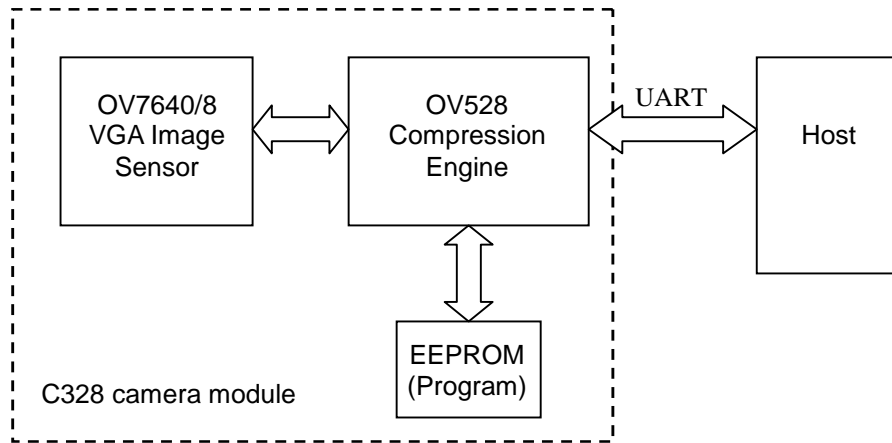 OV7640/8
VGA Image
Sensor
OV528
Compression
Engine
UART
Host
EEPROM
(Program)
C328 camera module